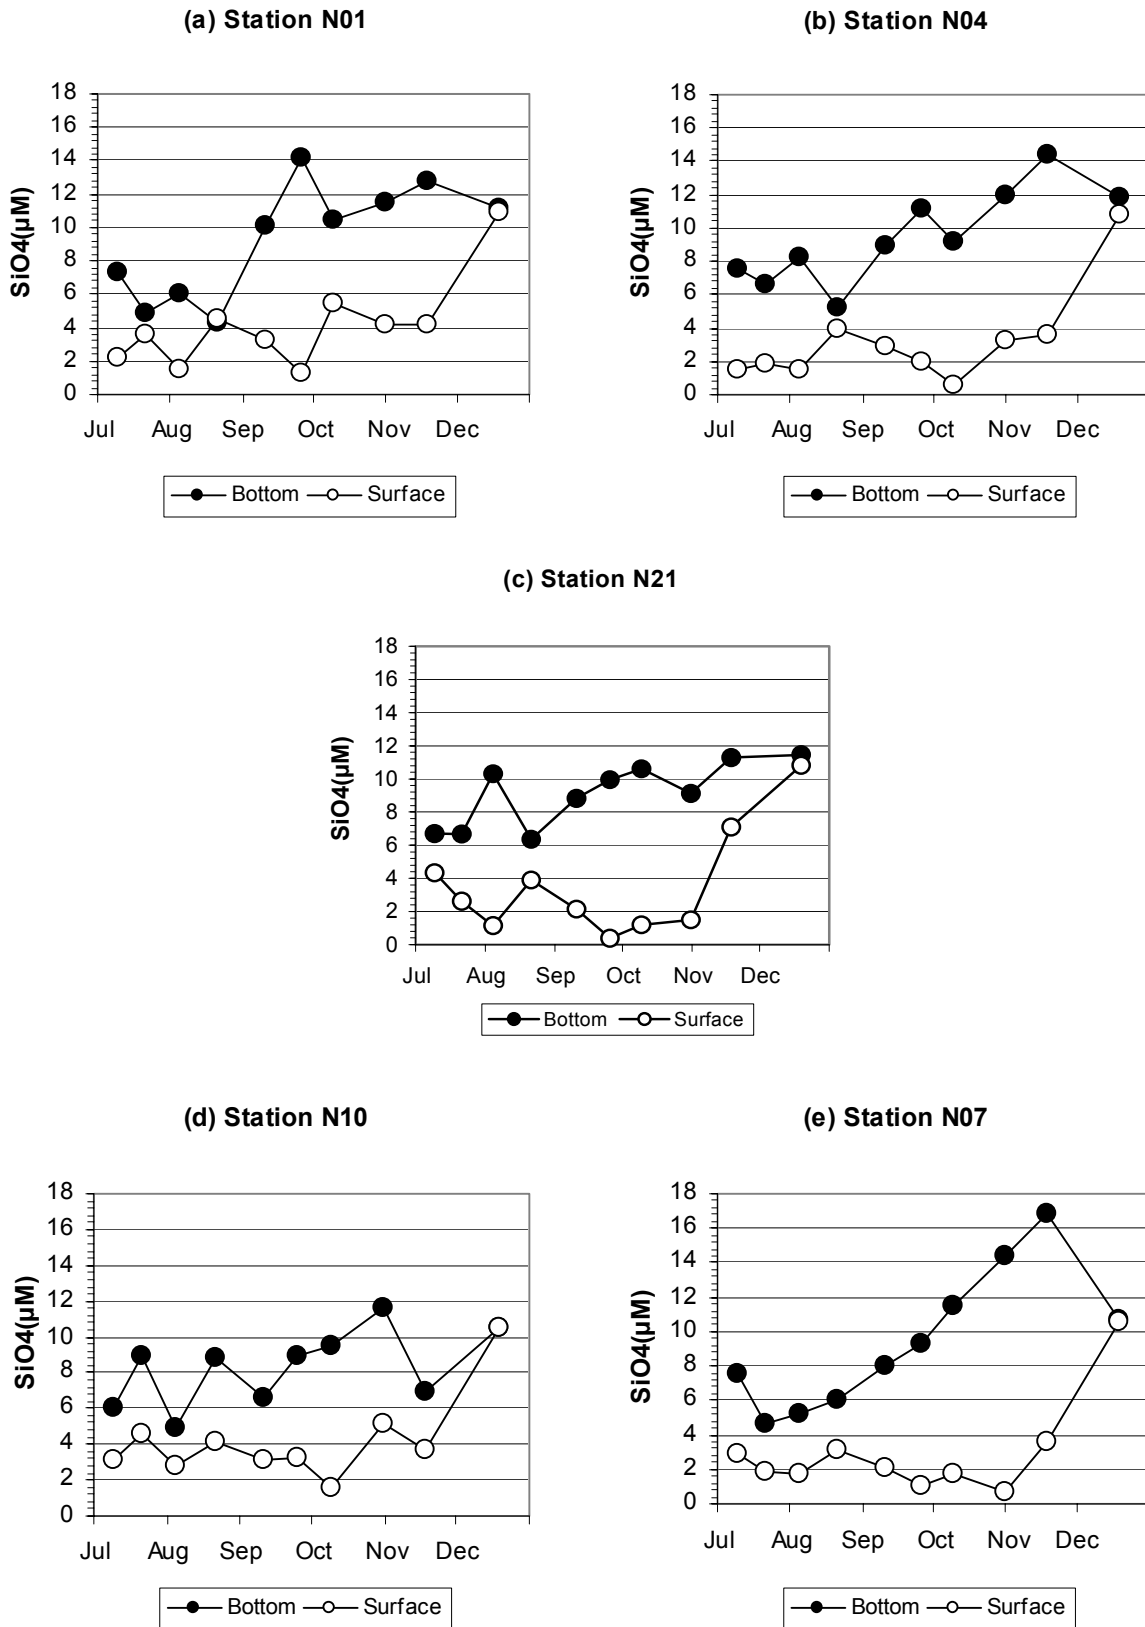 (a) Station N01
(b) Station N04
18
16
14
12
10
8
6
4
2
0
SiO4(µM)
Jul Aug Sep Oct Nov Dec
Bottom Surface
18
16
14
12
10
8
6
4
2
0
SiO4(µM)
Jul Aug Sep Oct Nov Dec
Bottom Surface
(c) Station N21
18
16
14
12
10
8
6
4
2
0
SiO4(µM)
Jul Aug Sep Oct Nov Dec
Bottom Surface
(d) Station N10
(e) Station N07
18
16
14
12
10
8
6
4
2
0
SiO4(µM)
Jul Aug Sep Oct Nov Dec
Bottom Surface
18
16
14
12
10
8
6
4
2
0
SiO4(µM)
Jul Aug Sep Oct Nov Dec
Bottom Surface